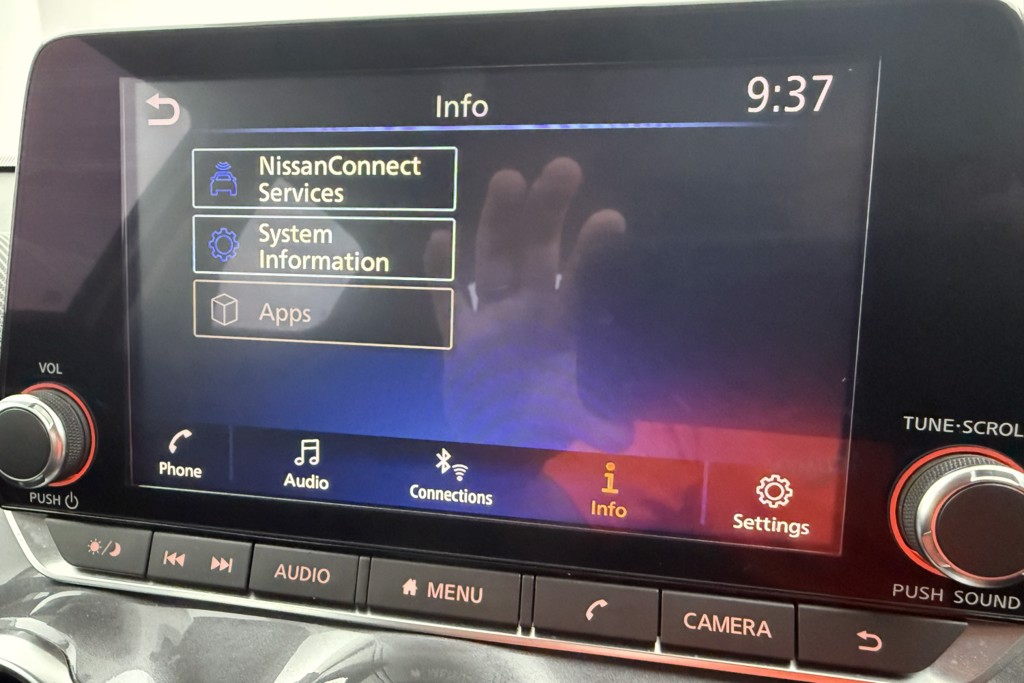 Info
9:37
NissanConnect
Services
System
Information
Apps
VOL
PUSH
Phone
Audio
Connections
Info
Settings
TUNE·SCROL
PUSH SOUND
AUDIO
MENU
CAMERA